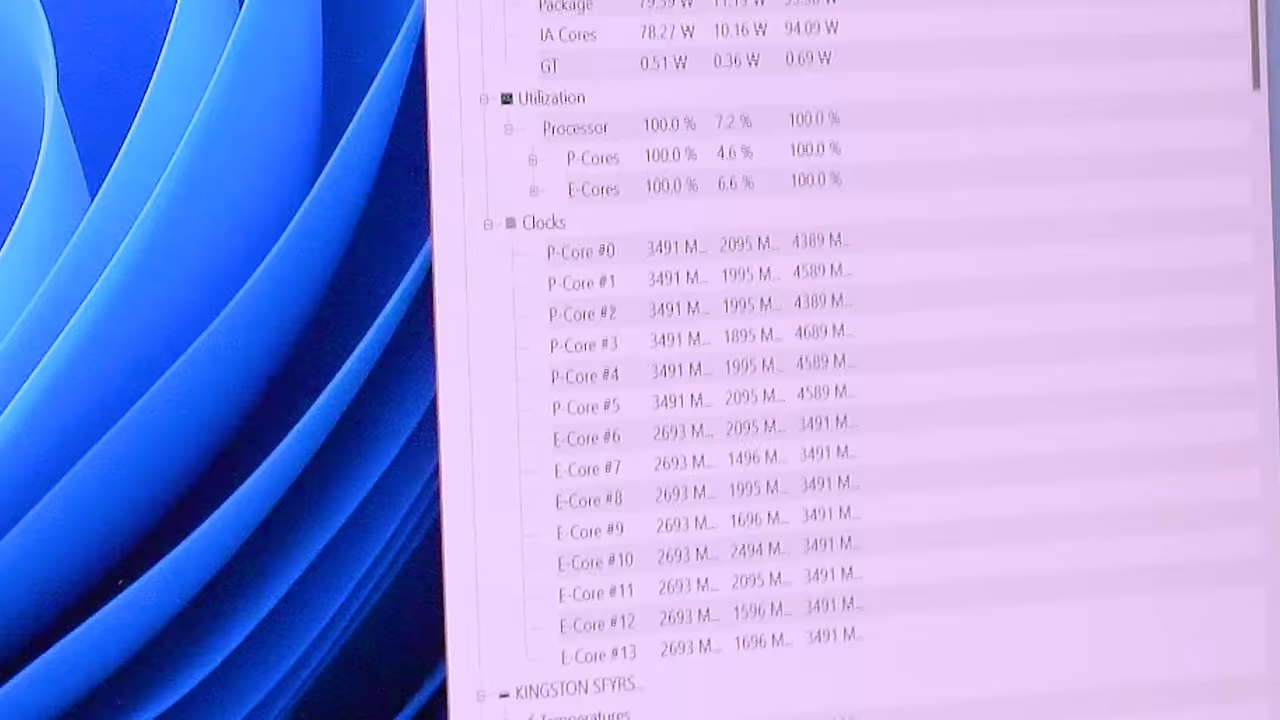 Package 79.59 W
IA Cores 78.27 W 10.16 W 94.09 W
GT 0.51 W 0.36 W 0.69 W
Utilization
Processor 100.0 % 7.2 % 100.0 %
P-Cores 100.0 % 4.6 % 100.0 %
E-Cores 100.0 % 6.6 % 100.0 %
Clocks
P-Core #0 3491 M... 2095 M... 4389 M...
P-Core #1 3491 M... 1995 M... 4589 M...
P-Core #2 3491 M... 1995 M... 4389 M...
P-Core #3 3491 M... 1895 M... 4689 M...
P-Core #4 3491 M... 1995 M... 4589 M...
P-Core #5 3491 M... 2095 M... 4589 M...
E-Core #6 2693 M... 2095 M... 3491 M...
E-Core #7 2693 M... 1496 M... 3491 M...
E-Core #8 2693 M... 1995 M... 3491 M...
E-Core #9 2693 M... 1696 M... 3491 M...
E-Core #10 2693 M... 2494 M... 3491 M...
E-Core #11 2693 M... 2095 M... 3491 M...
E-Core #12 2693 M... 1596 M... 3491 M...
E-Core #13 2693 M... 1696 M... 3491 M...
KINGSTON SFYRS...
Temperatures